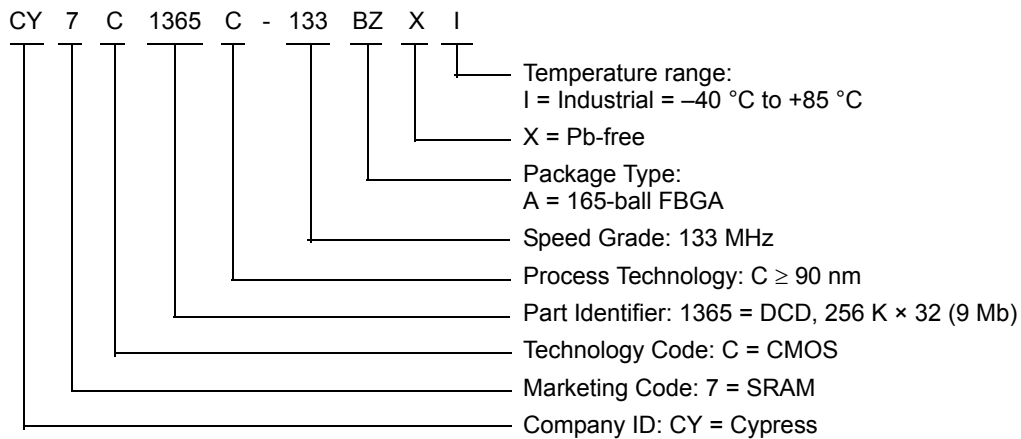 CY 7 C 1365 C - 133 BZ X I
Temperature range:
I = Industrial = –40 °C to +85 °C
X = Pb-free
Package Type:
A = 165-ball FBGA
Speed Grade: 133 MHz
Process Technology: C ≥ 90 nm
Part Identifier: 1365 = DCD, 256 K × 32 (9 Mb)
Technology Code: C = CMOS
Marketing Code: 7 = SRAM
Company ID: CY = Cypress